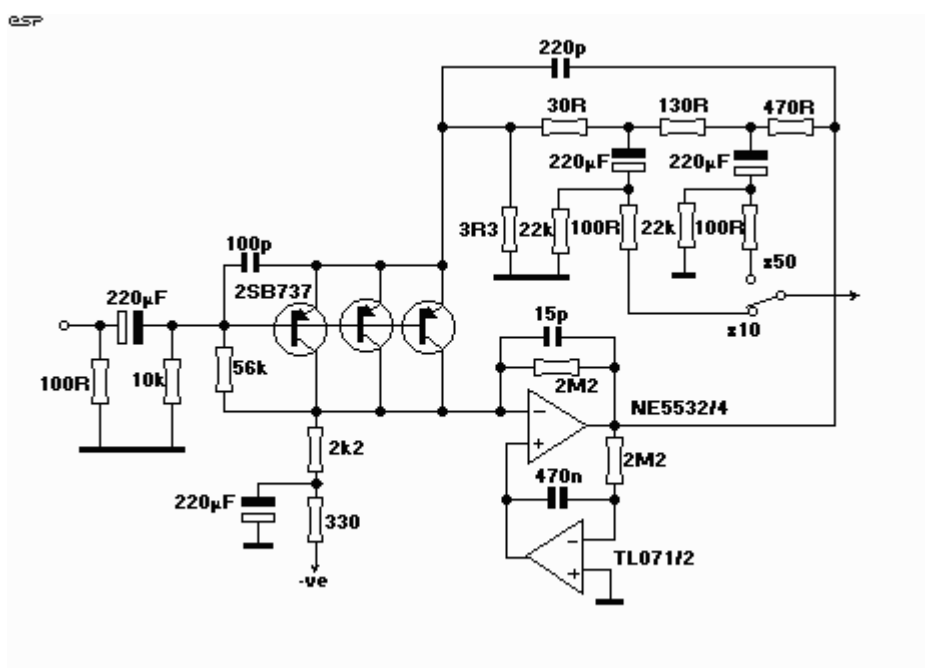 esp
220p
30R
130R
470R
220µF
220µF
3R3
22k
100R
22k
100R
100p
x50
2SB737
220µF
15p
x10
100R
10k
56k
2M2
NE5532/4
2k2
2M2
470n
220µF
330
TL071/2
-ve